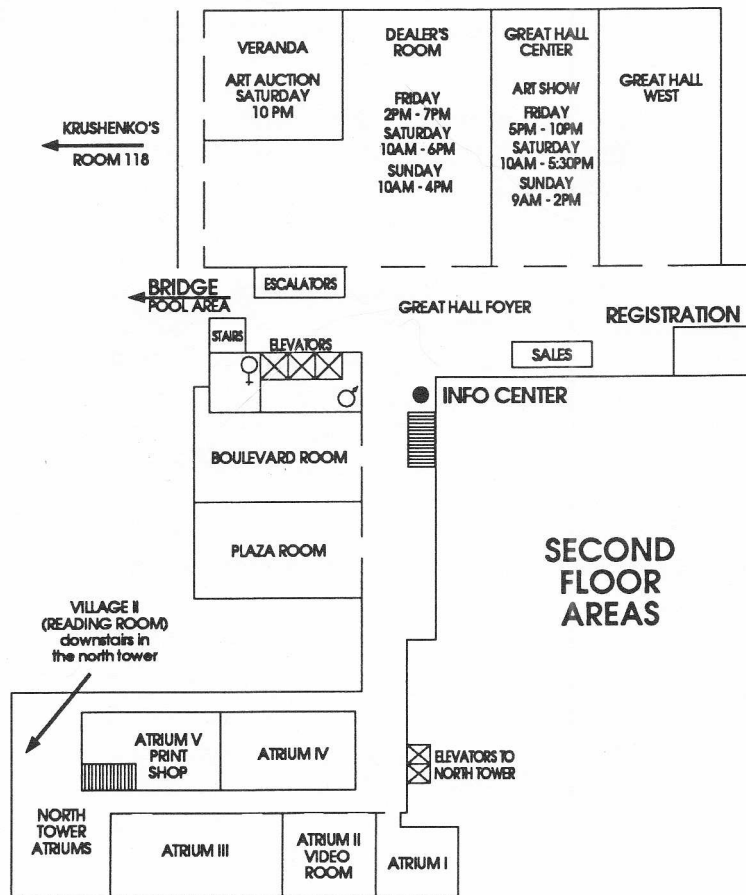 VERANDA
ART AUCTION
SATURDAY
10 PM
DEALER'S
ROOM
FRIDAY
2PM - 7PM
SATURDAY
10AM - 6PM
SUNDAY
10AM - 4PM
GREAT HALL
CENTER
ART SHOW
FRIDAY
5PM - 10PM
SATURDAY
10AM - 5:30PM
SUNDAY
9AM - 2PM
GREAT HALL
WEST
KRUSHENKO'S
ROOM 118
BRIDGE
POOL AREA
ESCALATORS
GREAT HALL FOYER
REGISTRATION
STAIRS
ELEVATORS
SALES
INFO CENTER
BOULEVARD ROOM
PLAZA ROOM
SECOND
FLOOR
AREAS
VILLAGE II
(READING ROOM)
downstairs in
the north tower
ATRIUM V
PRINT
SHOP
ATRIUM IV
ELEVATORS TO
NORTH TOWER
NORTH
TOWER
ATRIUMS
ATRIUM III
ATRIUM II
VIDEO
ROOM
ATRIUM I